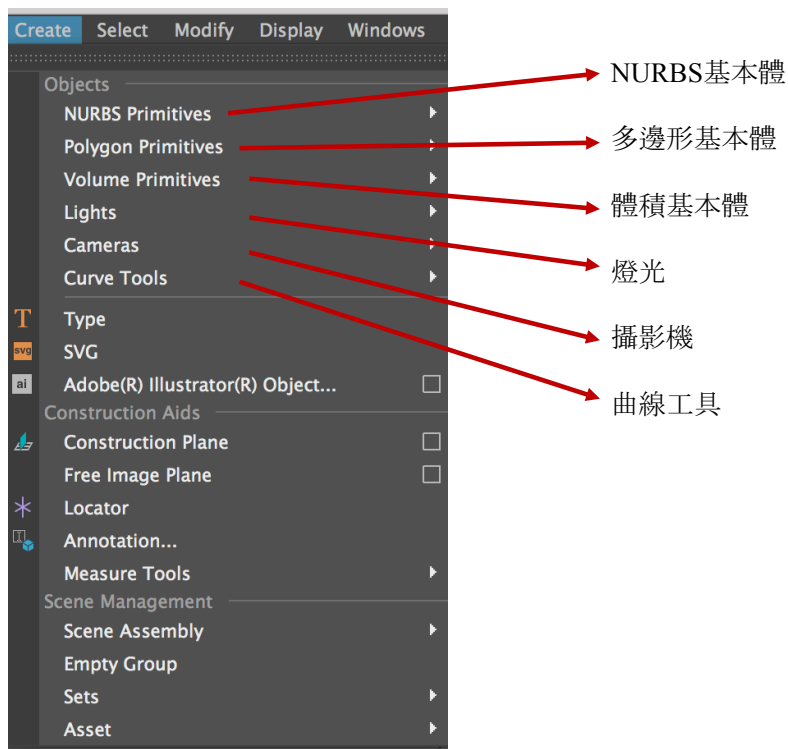 Create Select Modify Display Windows
Objects
NURBS Primitives
NURBS基本體
Polygon Primitives
多邊形基本體
Volume Primitives
體積基本體
Lights
燈光
Cameras
攝影機
Curve Tools
曲線工具
T Type
svg SVG
ai Adobe(R) Illustrator(R) Object...
Construction Aids
Construction Plane
Free Image Plane
Locator
Annotation...
Measure Tools
Scene Management
Scene Assembly
Empty Group
Sets
Asset